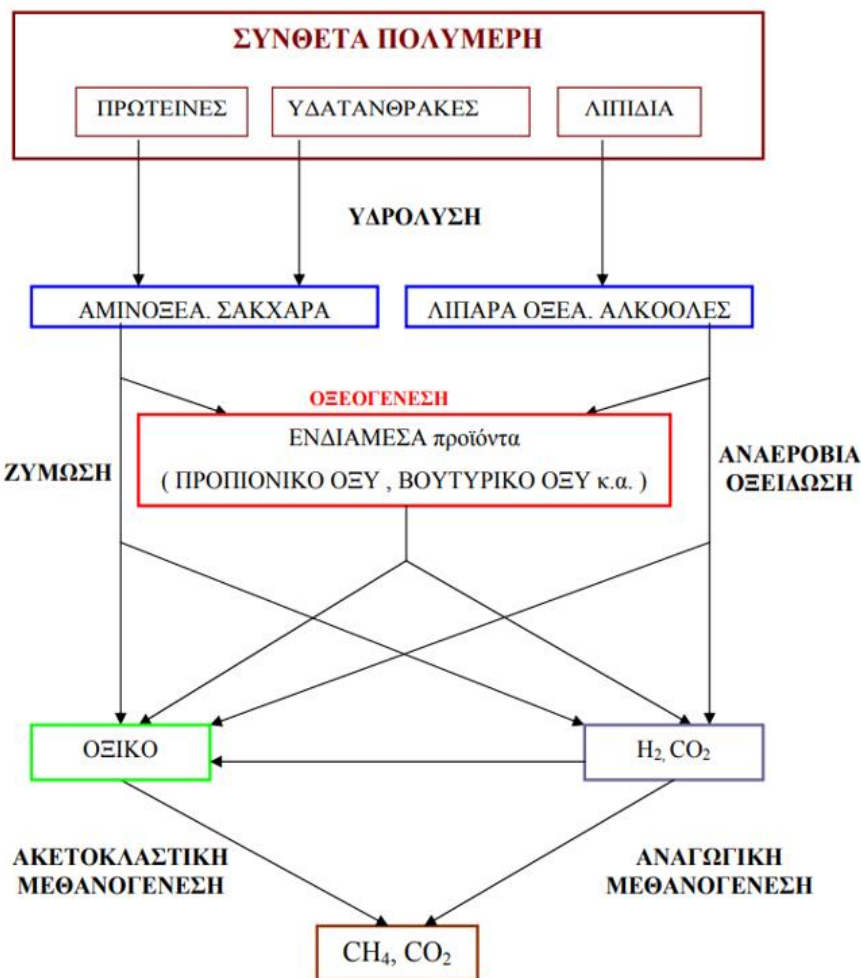 ΣΥΝΘΕΤΑ ΠΟΛΥΜΕΡΗ
ΠΡΩΤΕΙΝΕΣ
ΥΔΑΤΑΝΘΡΑΚΕΣ
ΛΙΠΙΔΙΑ
ΥΔΡΟΛΥΣΗ
ΑΜΙΝΟΞΕΑ. ΣΑΚΧΑΡΑ
ΛΙΠΑΡΑ ΟΞΕΑ. ΑΛΚΟΟΛΕΣ
ΟΞΕΟΓΕΝΕΣΗ
ΕΝΔΙΑΜΕΣΑ προϊόντα
( ΠΡΟΠΙΟΝΙΚΟ ΟΞΥ , ΒΟΥΤΥΡΙΚΟ ΟΞΥ κ.α. )
ΖΥΜΩΣΗ
ΑΝΑΕΡΟΒΙΑ
ΟΞΕΙΔΩΣΗ
ΟΞΙΚΟ
H₂, CO₂
ΑΚΕΤΟΚΛΑΣΤΙΚΗ
ΜΕΘΑΝΟΓΕΝΕΣΗ
ΑΝΑΓΩΓΙΚΗ
ΜΕΘΑΝΟΓΕΝΕΣΗ
CH₄, CO₂